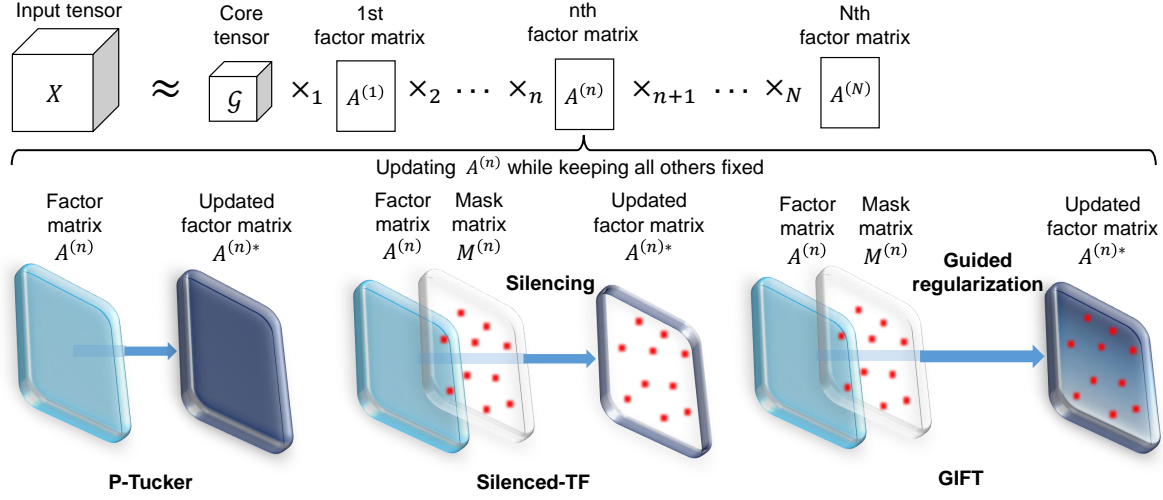 Input tensor
X
≈
Core
tensor
𝒢
×₁
1st
factor matrix
A⁽¹⁾
×₂ ⋯ ×ₙ
nth
factor matrix
A⁽ⁿ⁾
×ₙ₊₁ ⋯ ×_N
Nth
factor matrix
A⁽ᴺ⁾
Updating A⁽ⁿ⁾ while keeping all others fixed
Factor
matrix
A⁽ⁿ⁾
Updated
factor matrix
A⁽ⁿ⁾*
P-Tucker
Factor
matrix
A⁽ⁿ⁾
Mask
matrix
M⁽ⁿ⁾
Silencing
Updated
factor matrix
A⁽ⁿ⁾*
Silenced-TF
Factor
matrix
A⁽ⁿ⁾
Mask
matrix
M⁽ⁿ⁾
Guided
regularization
Updated
factor matrix
A⁽ⁿ⁾*
GIFT